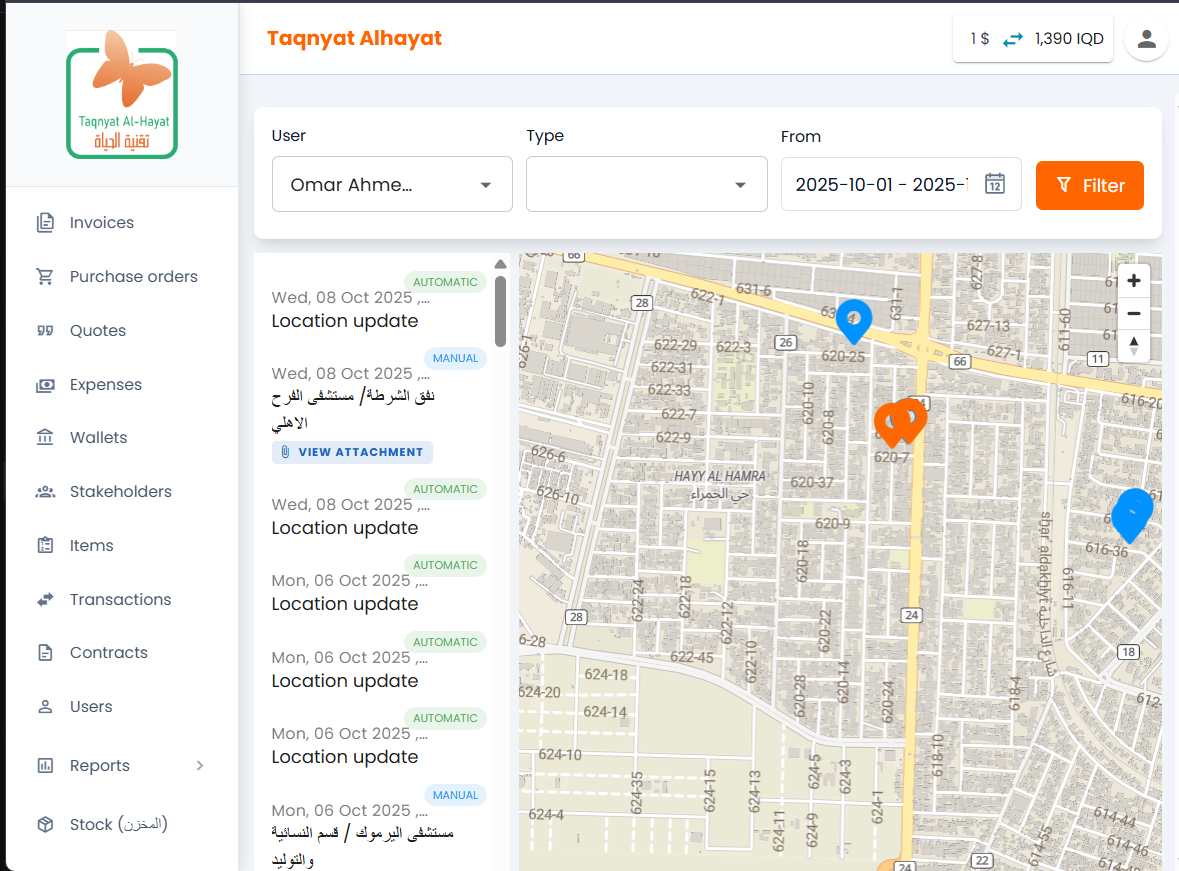 Taqnyat Al-Hayat
تقنية الحياة
Invoices
Purchase orders
Quotes
Expenses
Wallets
Stakeholders
Items
Transactions
Contracts
Users
Reports
Stock (المخزن)
Taqnyat Alhayat
1 $
1,390 IQD
User
Type
From
Omar Ahme...
2025-10-01 - 2025-1
12
Filter
AUTOMATIC
Wed, 08 Oct 2025 ,...
Location update
MANUAL
Wed, 08 Oct 2025 ,...
نفق الشرطة/ مستشفى الفرح
الاهلي
VIEW ATTACHMENT
AUTOMATIC
Wed, 08 Oct 2025 ,...
Location update
AUTOMATIC
Mon, 06 Oct 2025 ,...
Location update
AUTOMATIC
Mon, 06 Oct 2025 ,...
Location update
AUTOMATIC
Mon, 06 Oct 2025 ,...
Location update
MANUAL
Mon, 06 Oct 2025 ,...
مستشفى اليرموك / قسم النسائية
والتوليد
66
627-8
28
622-1
631-6
631-1
627-13
611-60
622-29
622-3
26
620-25
66
627-1
11
626-1
622-31
622-33
622-7
620-10
620-8
616-20
622-9
620-7
626-6
HAYY AL HAMRA
حي الحمراء
620-37
626-10
620-9
616-36
620-18
shar' aldakhlyt شارع الداخلية
616-11
622-24
622-18
622-12
28
24
620-22
18
622-45
622-10
624-18
620-14
624-20
620-28
620-24
618-4
624-14
624-10
618-10
624-5
624-3
624-35
624-15
624-13
624-1
624-4
624-11
624-9
614-44
614-55
614-46
24
22